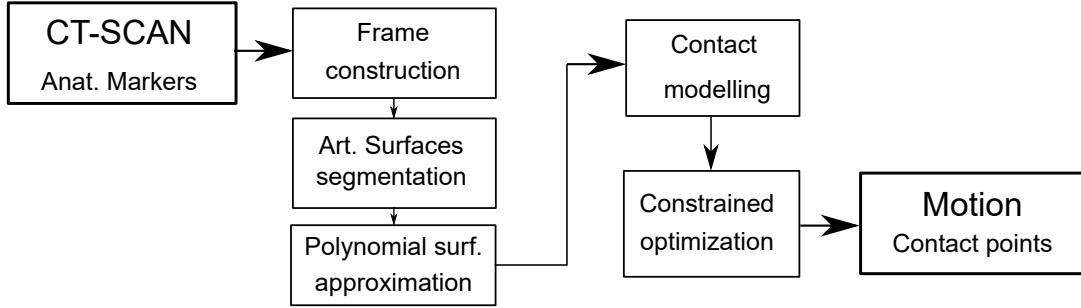 CT-SCAN
Anat. Markers
Frame
construction
Art. Surfaces
segmentation
Polynomial surf.
approximation
Contact
modelling
Constrained
optimization
Motion
Contact points